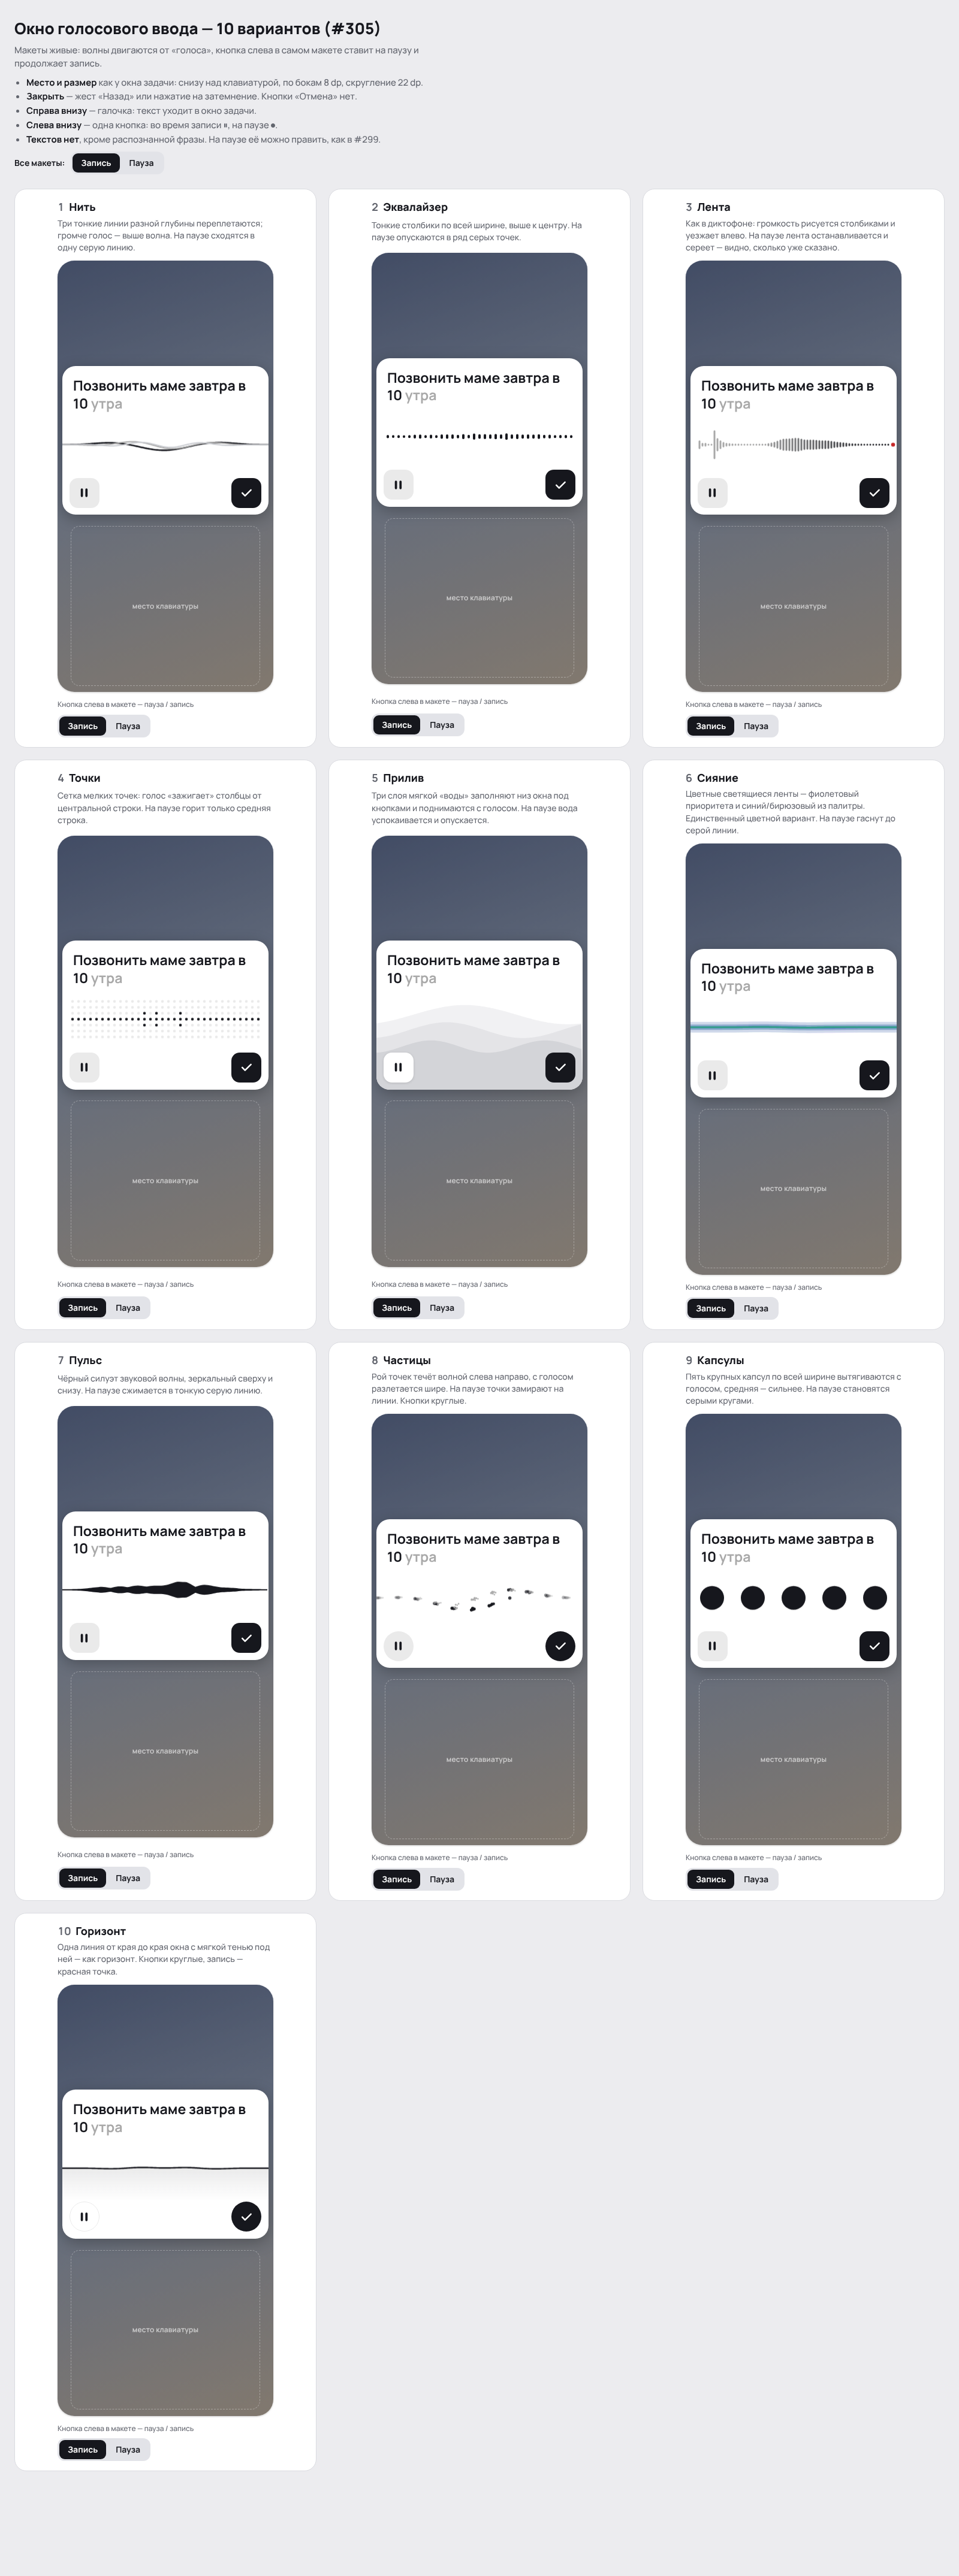 Окно голосового ввода — 10 вариантов (#305)
Макеты живые: волны двигаются от «голоса», кнопка слева в самом макете ставит на паузу и
продолжает запись.
• Место и размер как у окна задачи: снизу над клавиатурой, по бокам 8 dp, скругление 22 dp.
• Закрыть — жест «Назад» или нажатие на затемнение. Кнопки «Отмена» нет.
• Справа внизу — галочка: текст уходит в окно задачи.
• Слева внизу — одна кнопка: во время записи ⏸, на паузе ●.
• Текстов нет, кроме распознанной фразы. На паузе её можно править, как в #299.
Все макеты: Запись Пауза
1 Нить
Три тонкие линии разной глубины переплетаются;
громче голос — выше волна. На паузе сходятся в
одну серую линию.
Позвонить маме завтра в
10 утра
место клавиатуры
Кнопка слева в макете — пауза / запись
Запись Пауза
2 Эквалайзер
Тонкие столбики по всей ширине, выше к центру. На
паузе опускаются в ряд серых точек.
Позвонить маме завтра в
10 утра
место клавиатуры
Кнопка слева в макете — пауза / запись
Запись Пауза
3 Лента
Как в диктофоне: громкость рисуется столбиками и
уезжает влево. На паузе лента останавливается и
сереет — видно, сколько уже сказано.
Позвонить маме завтра в
10 утра
место клавиатуры
Кнопка слева в макете — пауза / запись
Запись Пауза
4 Точки
Сетка мелких точек: голос «зажигает» столбцы от
центральной строки. На паузе горит только средняя
строка.
Позвонить маме завтра в
10 утра
место клавиатуры
Кнопка слева в макете — пауза / запись
Запись Пауза
5 Прилив
Три слоя мягкой «воды» заполняют низ окна под
кнопками и поднимаются с голосом. На паузе вода
успокаивается и опускается.
Позвонить маме завтра в
10 утра
место клавиатуры
Кнопка слева в макете — пауза / запись
Запись Пауза
6 Сияние
Цветные светящиеся ленты — фиолетовый
приоритета и синий/бирюзовый из палитры.
Единственный цветной вариант. На паузе гаснут до
серой линии.
Позвонить маме завтра в
10 утра
место клавиатуры
Кнопка слева в макете — пауза / запись
Запись Пауза
7 Пульс
Чёрный силуэт звуковой волны, зеркальный сверху и
снизу. На паузе сжимается в тонкую серую линию.
Позвонить маме завтра в
10 утра
место клавиатуры
Кнопка слева в макете — пауза / запись
Запись Пауза
8 Частицы
Рой точек течёт волной слева направо, с голосом
разлетается шире. На паузе точки замирают на
линии. Кнопки круглые.
Позвонить маме завтра в
10 утра
место клавиатуры
Кнопка слева в макете — пауза / запись
Запись Пауза
9 Капсулы
Пять крупных капсул по всей ширине вытягиваются с
голосом, средняя — сильнее. На паузе становятся
серыми кругами.
Позвонить маме завтра в
10 утра
место клавиатуры
Кнопка слева в макете — пауза / запись
Запись Пауза
10 Горизонт
Одна линия от края до края окна с мягкой тенью под
ней — как горизонт. Кнопки круглые, запись —
красная точка.
Позвонить маме завтра в
10 утра
место клавиатуры
Кнопка слева в макете — пауза / запись
Запись Пауза